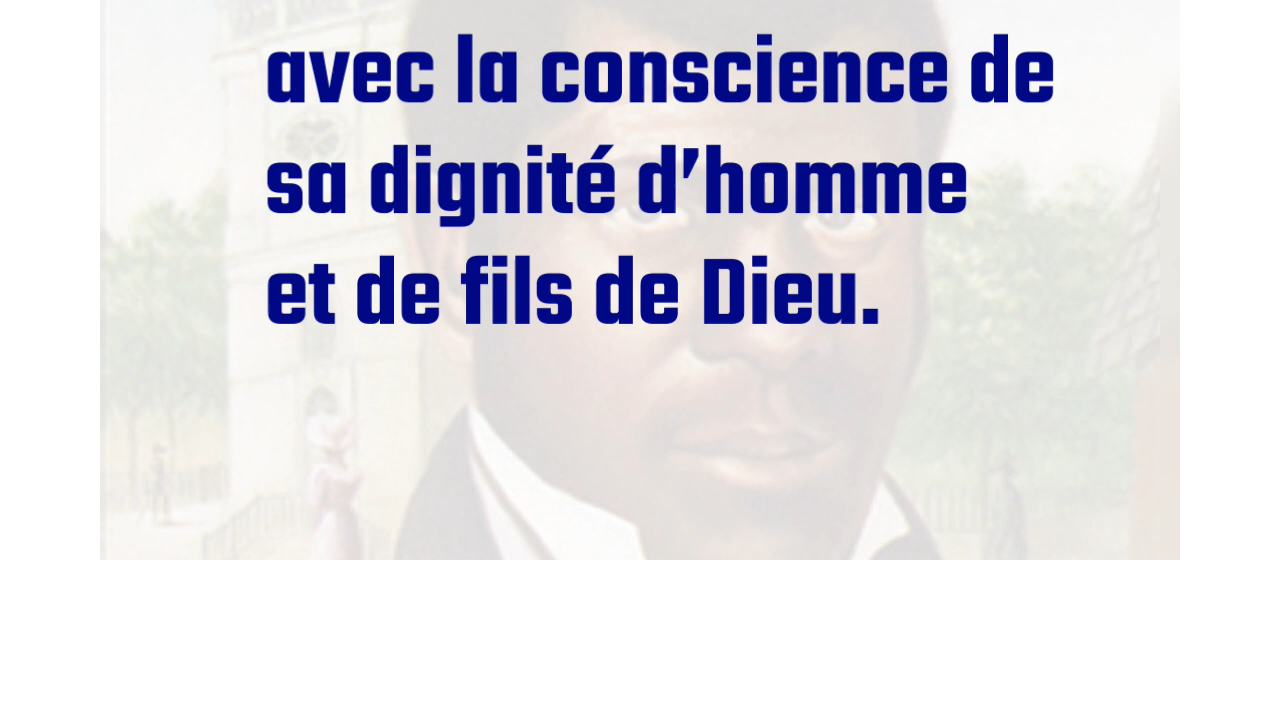 avec la conscience de
sa dignité d’homme
et de fils de Dieu.